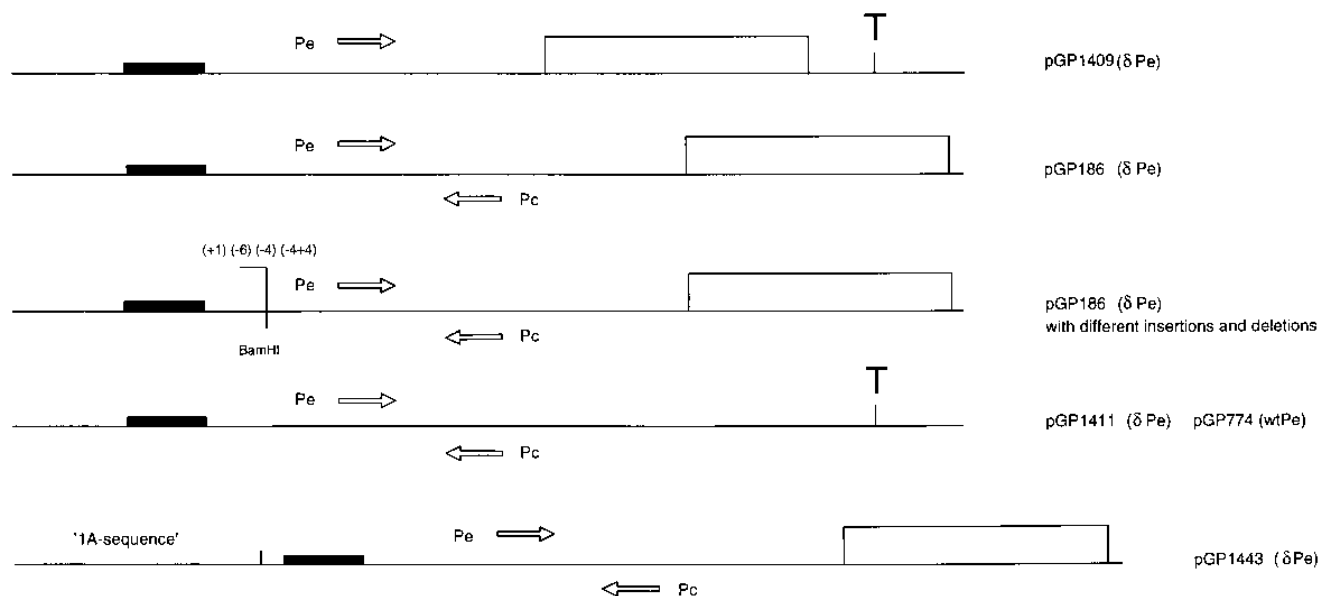 T
Pe
pGP1409 (δ Pe)
Pe
pGP186 (δ Pe)
Pc
(+1) (-6) (-4) (-4+4)
Pe
pGP186 (δ Pe)
with different insertions and deletions
Pc
BamHI
T
Pe
pGP1411 (δ Pe) pGP774 (wtPe)
Pc
'1A-sequence'
Pe
pGP1443 (δPe)
Pc